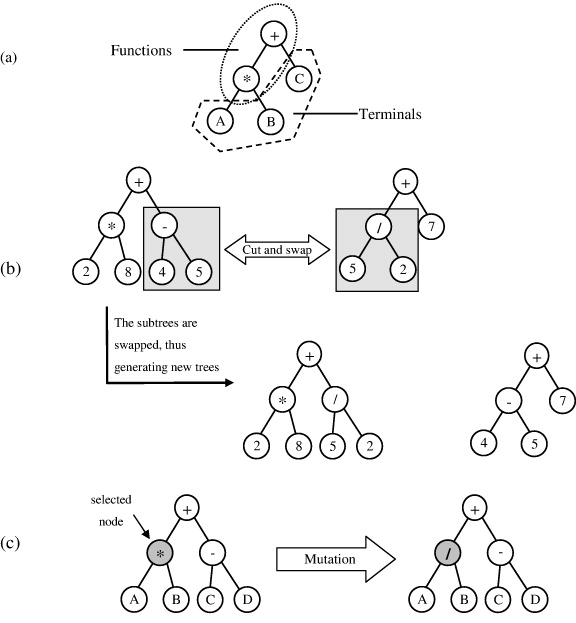 (a)
Functions
+
*
C
A
B
Terminals
(b)
+
*
-
2
8
4
5
Cut and swap
+
/
7
5
2
The subtrees are
swapped, thus
generating new trees
+
*
/
2
8
5
2
+
-
7
4
5
(c)
selected
node
+
*
-
A
B
C
D
Mutation
+
/
-
A
B
C
D